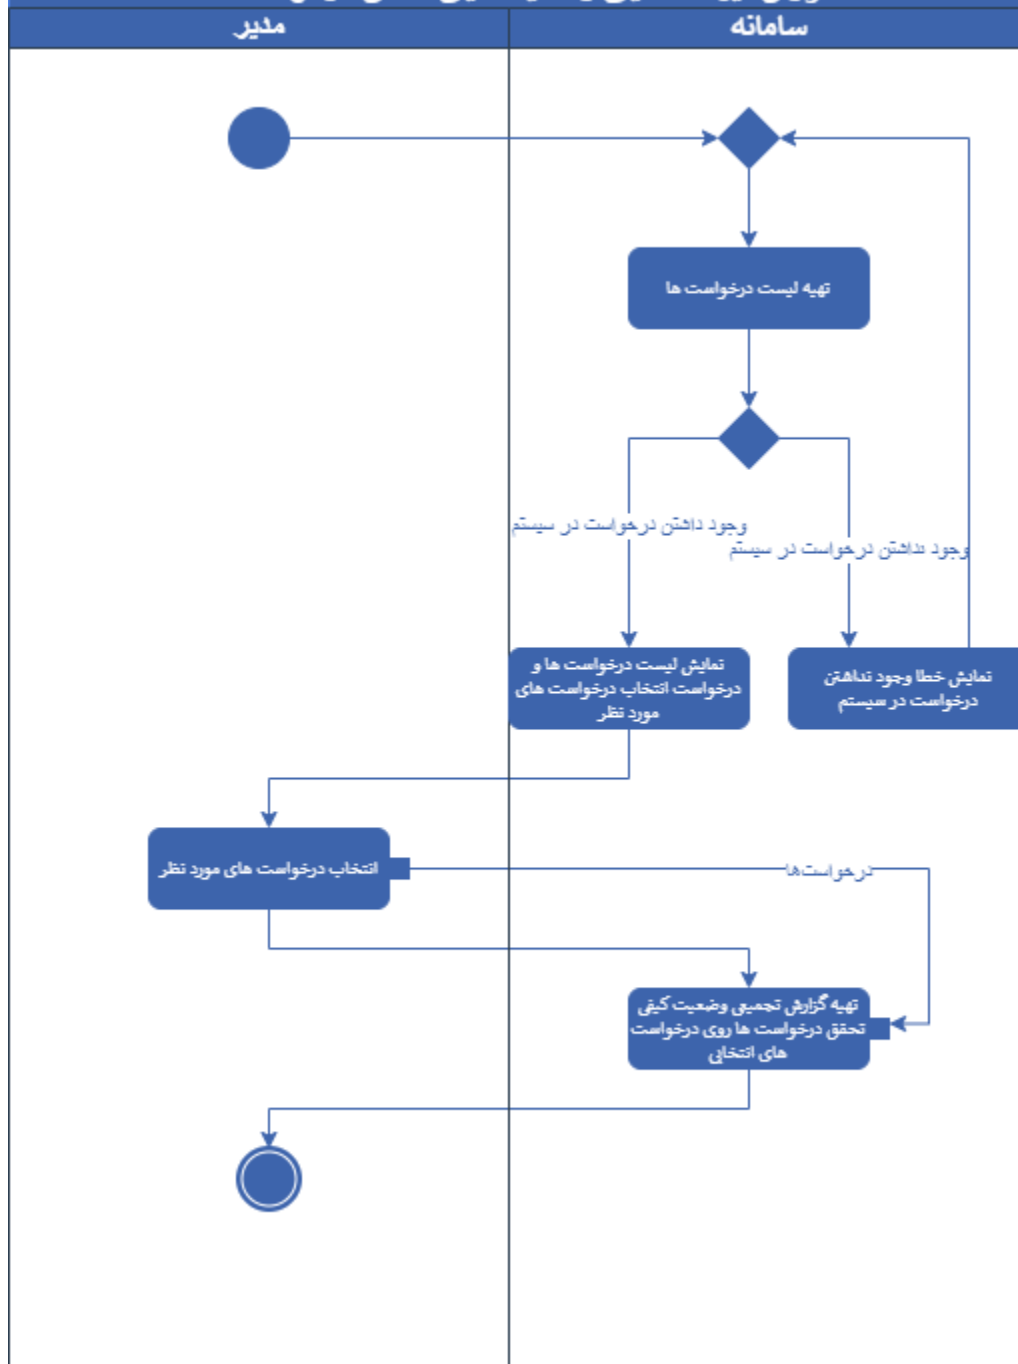 سامانه
مدیر
تهیه لیست درخواست ها
وجود داشتن درخواست در سیستم
وجود نداشتن درخواست در سیستم
نمایش خطا وجود نداشتن
درخواست در سیستم
نمایش لیست درخواست ها و
درخواست انتخاب درخواست های
مورد نظر
انتخاب درخواست های مورد نظر
درخواست‌ها
تهیه گزارش تجمیعی وضعیت کیفی
تحقق درخواست ها روی درخواست
های انتخابی